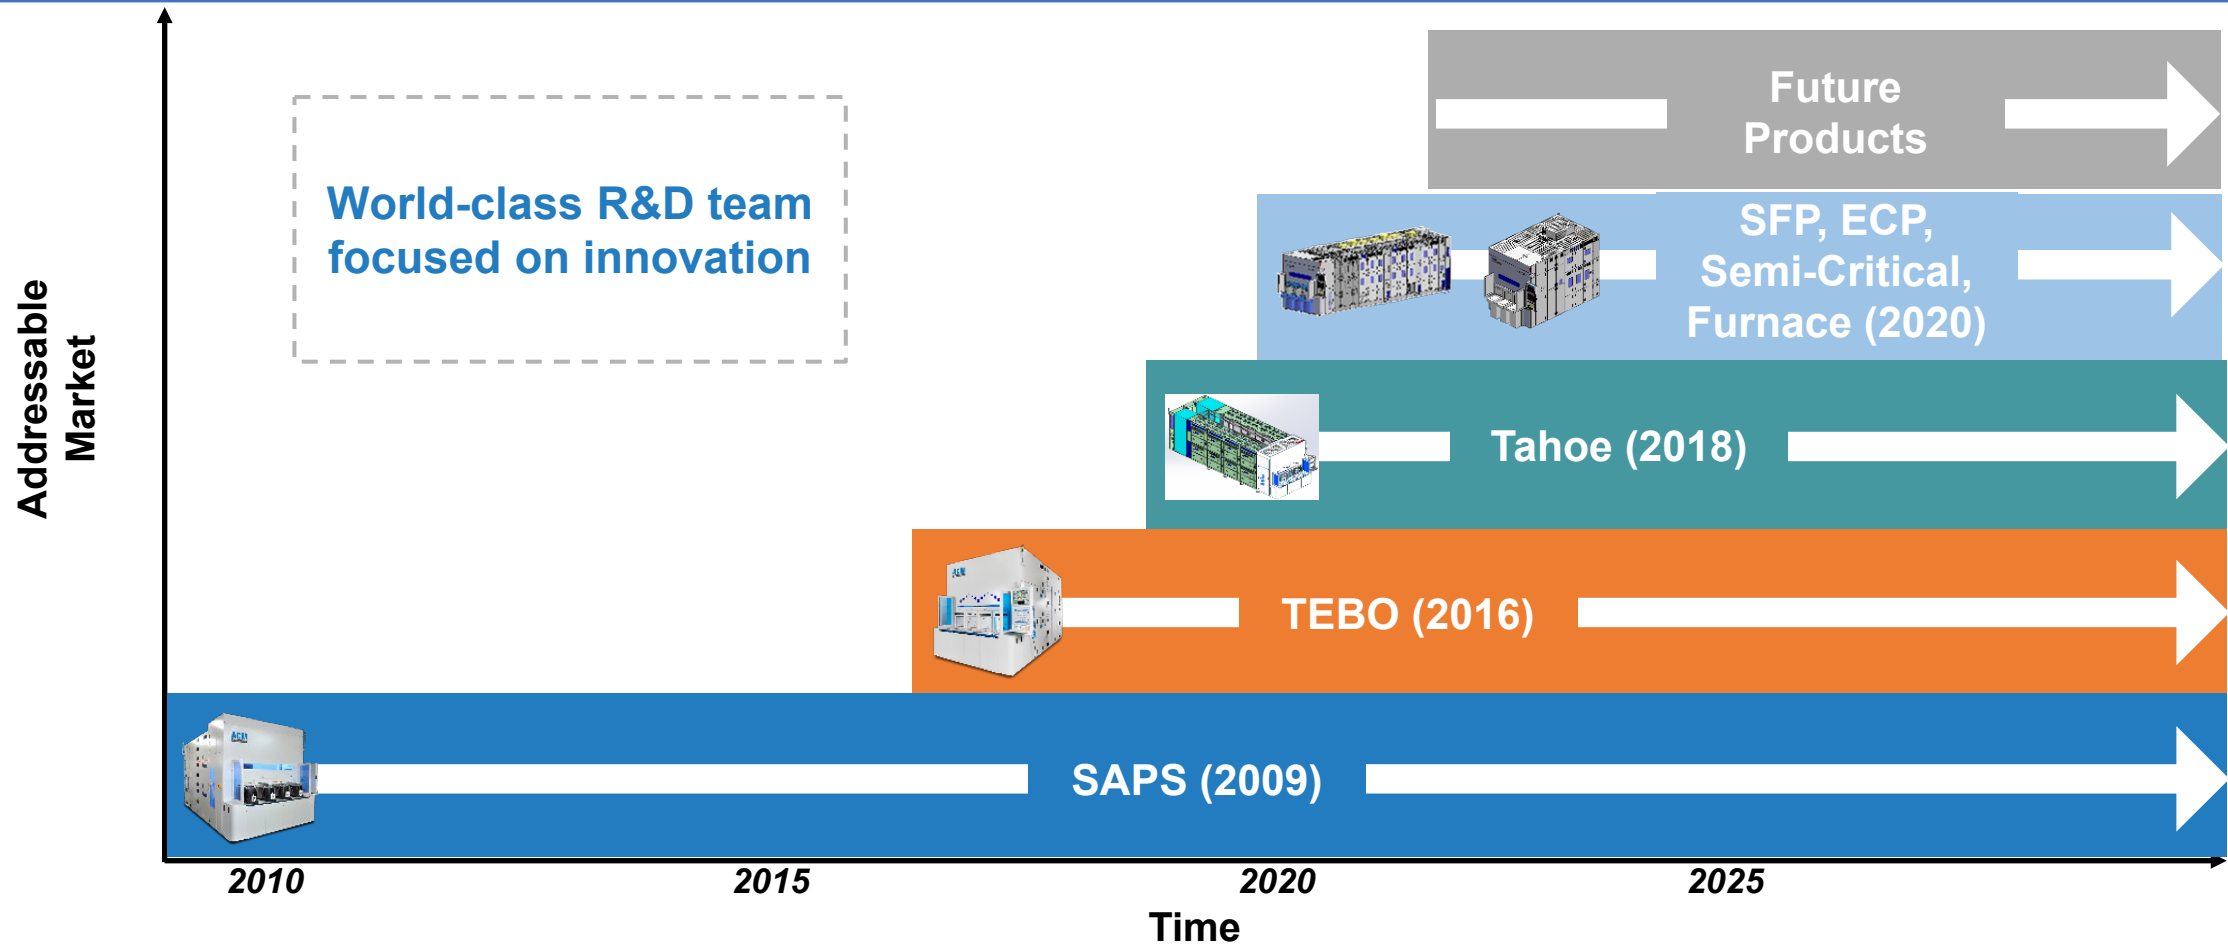 Addressable
Market
World-class R&D team
focused on innovation
Future
Products
SFP, ECP,
Semi-Critical,
Furnace (2020)
Tahoe (2018)
TEBO (2016)
ACM
SAPS (2009)
2010
2015
2020
2025
Time